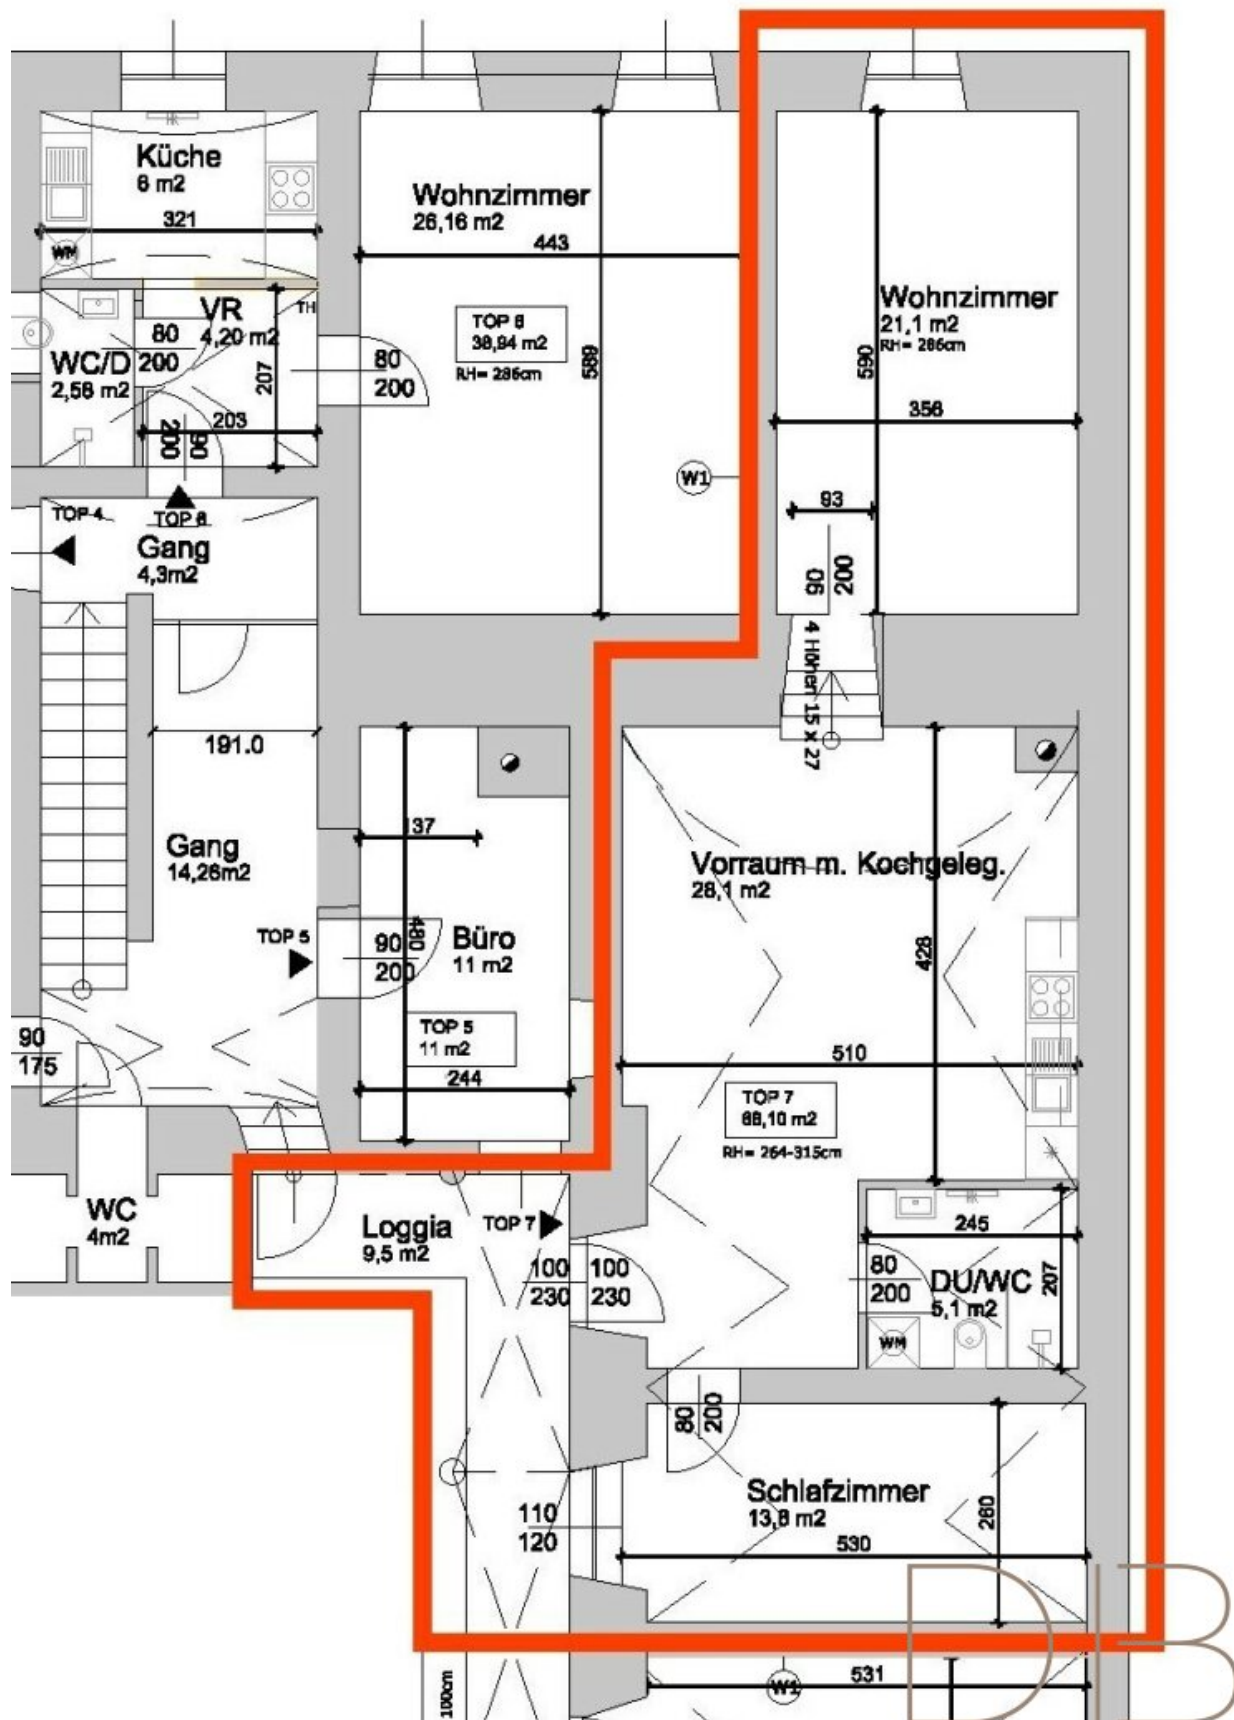 Küche
6 m2
321
WM
Wohnzimmer
26,16 m2
443
TOP 6
38,94 m2
RH= 286cm
589
W1
Wohnzimmer
21,1 m2
RH= 286cm
590
356
93
90
200
4 Höhen 15 X 27
VR
4,20 m2
TH
80
200
WC/D
2,58 m2
207
203
90
200
80
200
TOP 4
TOP 6
Gang
4,3m2
191.0
Gang
14,26m2
TOP 5
90
200
137
480
Büro
11 m2
TOP 5
11 m2
244
Vorraum m. Kochgeleg.
28,1 m2
428
510
TOP 7
68,10 m2
RH= 264-315cm
90
175
WC
4m2
Loggia
9,5 m2
TOP 7
100
230
100
230
245
207
80
200
DU/WC
5,1 m2
WM
80
200
Schlafzimmer
13,8 m2
260
530
110
120
100cm
W1
531
DB